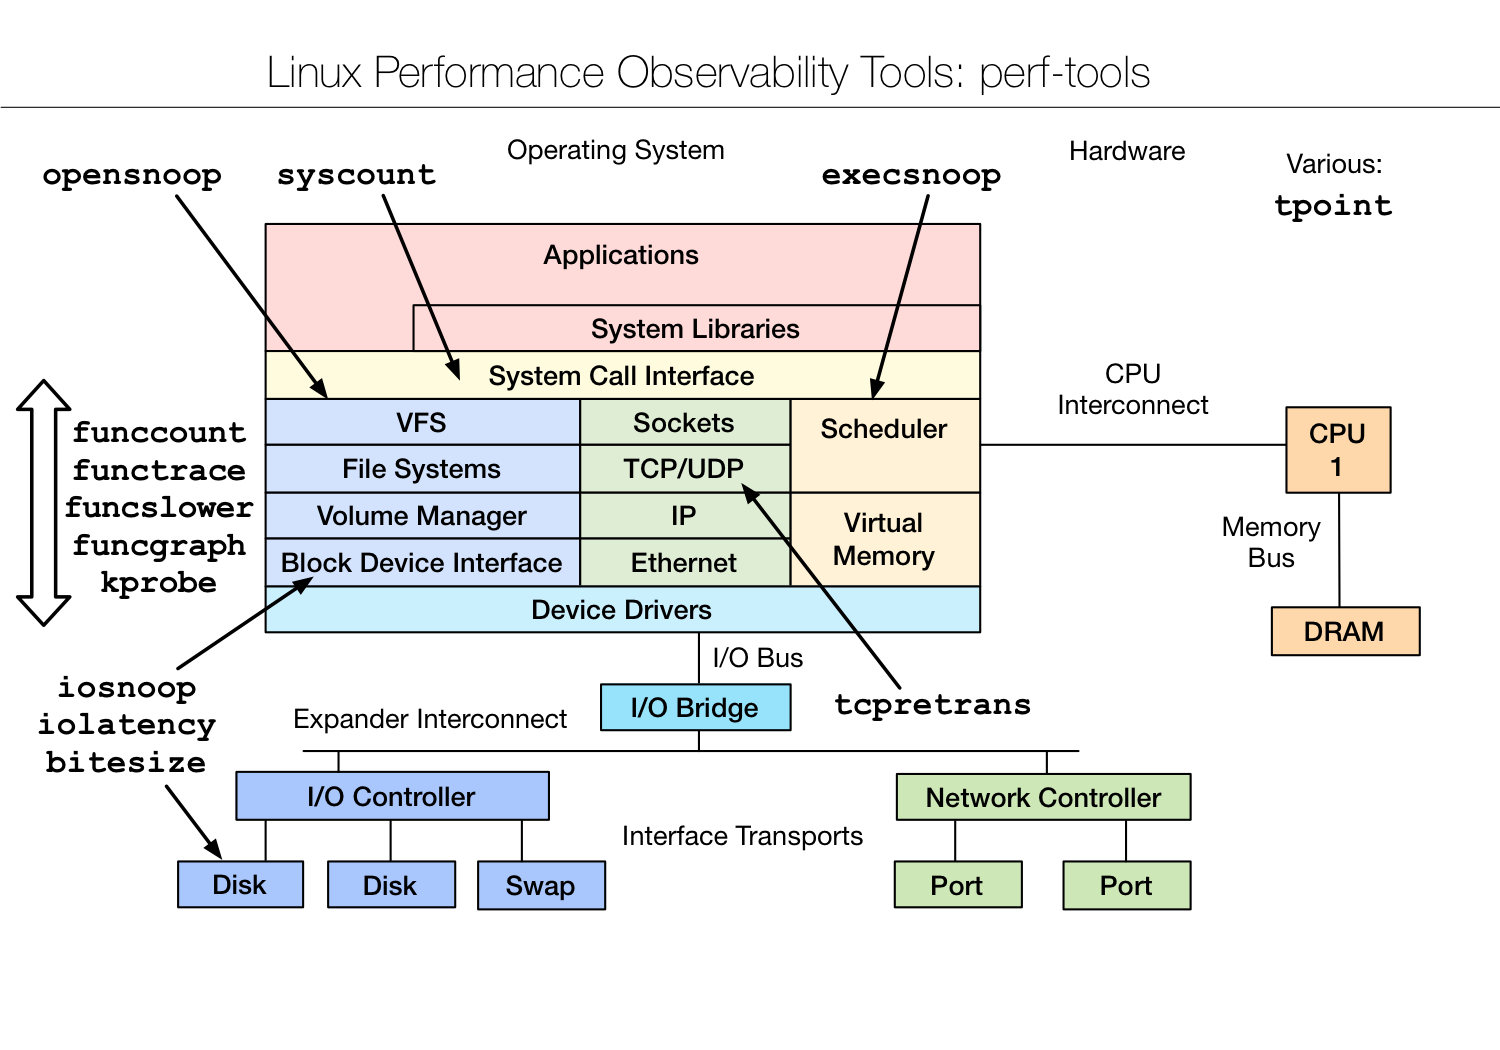 Linux Performance Observability Tools: perf-tools
Operating System
Hardware
Various:
tpoint
opensnoop
syscount
execsnoop
Applications
System Libraries
System Call Interface
VFS
Sockets
Scheduler
File Systems
TCP/UDP
Volume Manager
IP
Virtual
Memory
Block Device Interface
Ethernet
Device Drivers
CPU
Interconnect
CPU
1
Memory
Bus
DRAM
funccount
functrace
funcslower
funcgraph
kprobe
iosnoop
iolatency
bitesize
I/O Bus
I/O Bridge
tcpretrans
Expander Interconnect
I/O Controller
Network Controller
Interface Transports
Disk
Disk
Swap
Port
Port